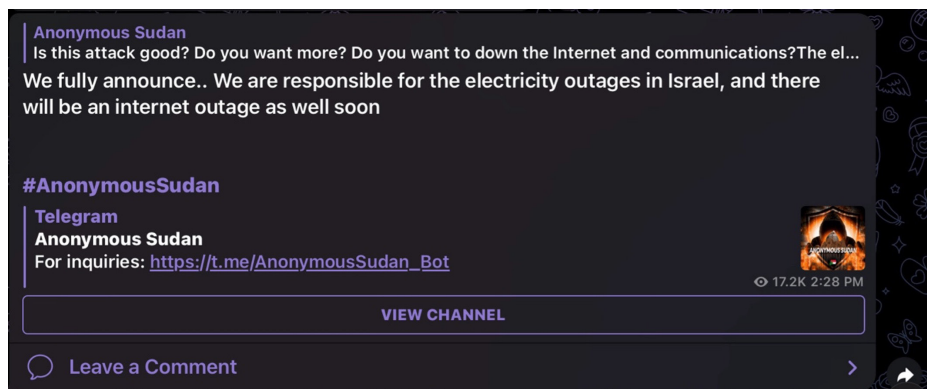 Anonymous Sudan
Is this attack good? Do you want more? Do you want to down the Internet and communications?The el...
We fully announce.. We are responsible for the electricity outages in Israel, and there
will be an internet outage as well soon
#AnonymousSudan
Telegram
Anonymous Sudan
For inquiries: https://t.me/AnonymousSudan_Bot
ANONYMOUS SUDAN
17.2K 2:28 PM
VIEW CHANNEL
Leave a Comment